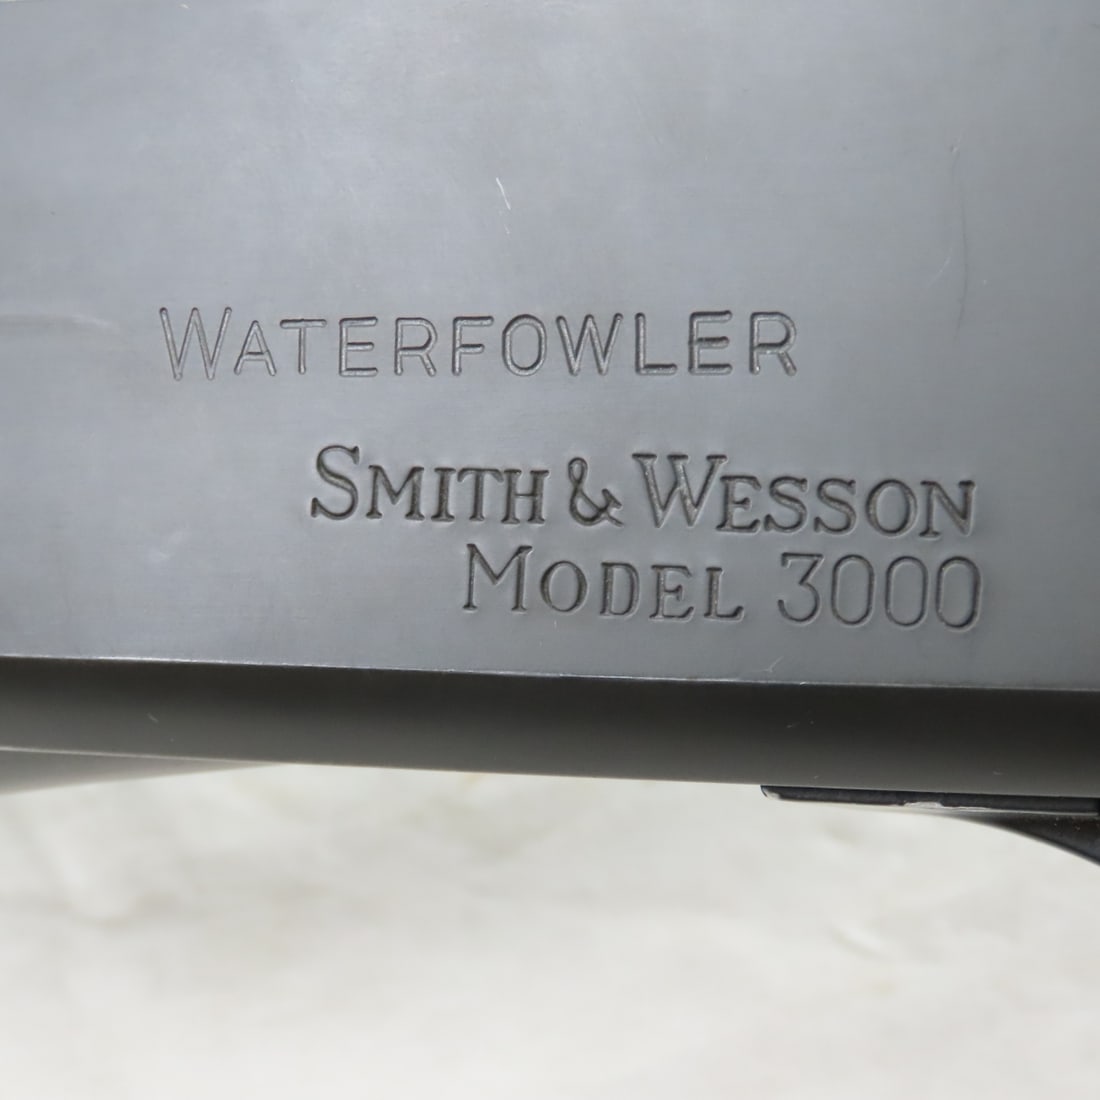 WATERFOWLER
SMITH & WESSON
MODEL 3000